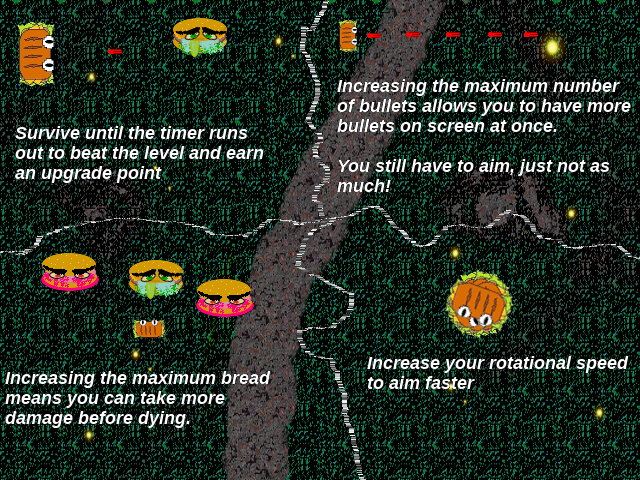 Survive until the timer runs
out to beat the level and earn
an upgrade point
Increasing the maximum number
of bullets allows you to have more
bullets on screen at once.
You still have to aim, just not as
much!
Increasing the maximum bread
means you can take more
damage before dying.
Increase your rotational speed
to aim faster